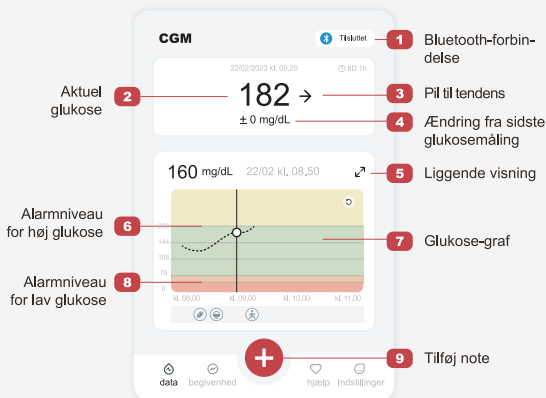 CGM
Tilsluttet
1
Bluetooth-forbin-
delse
22/02/2023 kl. 09.20
8D 1h
Aktuel
glukose
2
182
3
Pil til tendens
± 0 mg/dL
4
Ændring fra sidste
glukosemåling
160 mg/dL
22/02 kl. 08.50
5
Liggende visning
Alarmniveau
for høj glukose
6
200
144
108
70
0
7
Glukose-graf
Alarmniveau
for lav glukose
8
kl. 08.00
kl. 09.00
kl. 10.00
kl. 11.00
9
Tilføj note
data
begivenhed
hjælp
Indstillinger